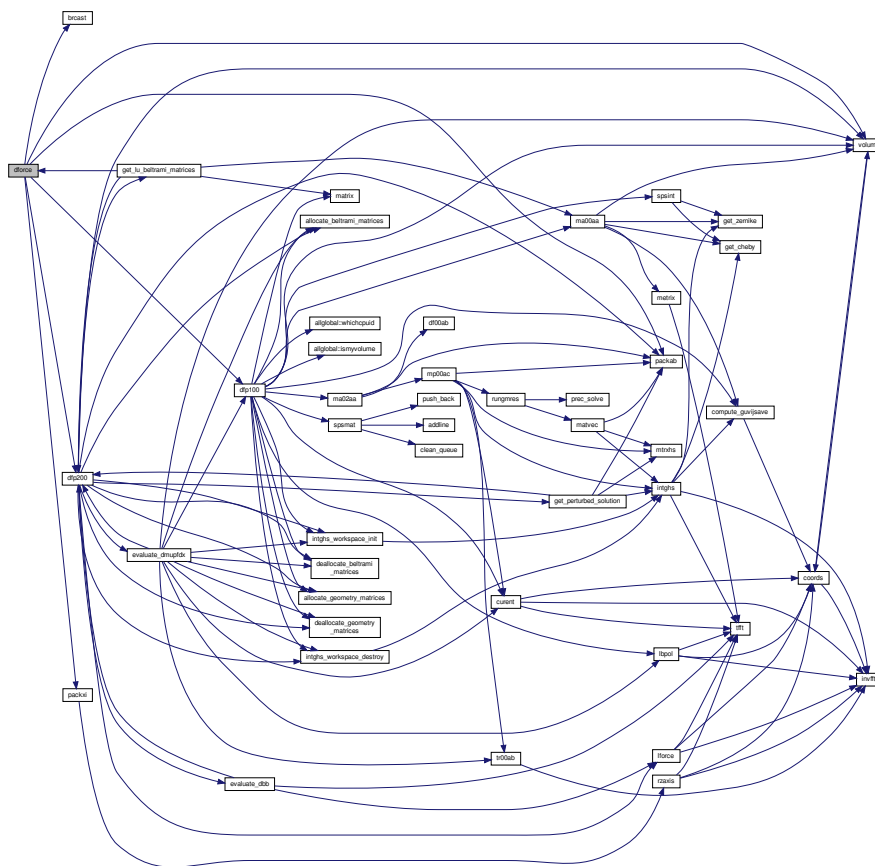 brcast
volume
dforce
get_lu_beltrami_matrices
matrix
spsint
allocate_beltrami_matrices
ma00aa
get_zernike
get_cheby
metrix
allglobal::whichcpuid
df00ab
allglobal::ismyvolume
packab
mp00ac
dfp100
ma02aa
rungmres
prec_solve
push_back
compute_guvijsave
spsmat
addline
matvec
clean_queue
mtrxhs
dfp200
intghs
get_perturbed_solution
intghs_workspace_init
evaluate_dmupfdx
deallocate_beltrami
_matrices
coords
allocate_geometry_matrices
curent
deallocate_geometry
_matrices
tfft
intghs_workspace_destroy
lbpol
invfft
packxi
tr00ab
lforce
evaluate_dbb
rzaxis